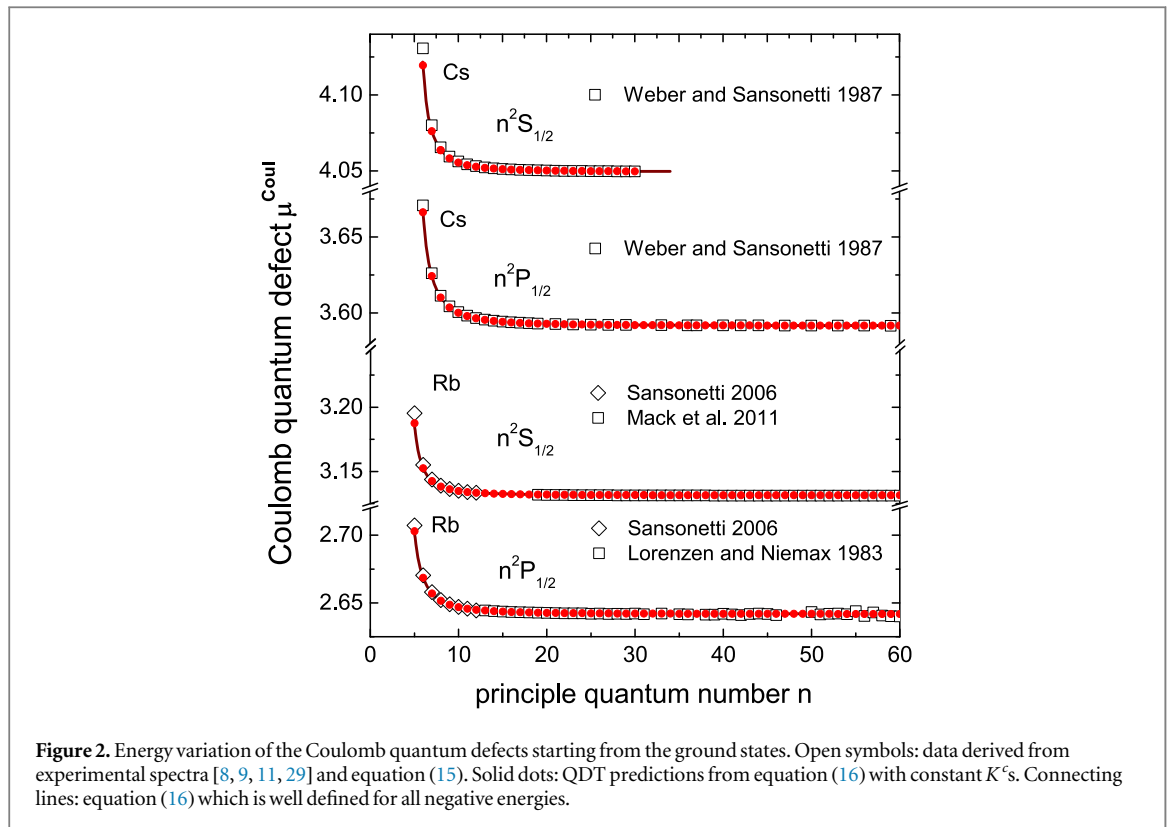 Coulomb quantum defect μ^Coul
4.10
4.05
Cs
n²S₁/₂
□ Weber and Sansonetti 1987
3.65
3.60
Cs
n²P₁/₂
□ Weber and Sansonetti 1987
3.20
3.15
Rb
n²S₁/₂
◇ Sansonetti 2006
□ Mack et al. 2011
2.70
2.65
Rb
n²P₁/₂
◇ Sansonetti 2006
□ Lorenzen and Niemax 1983
0 10 20 30 40 50 60
principle quantum number n
Figure 2. Energy variation of the Coulomb quantum defects starting from the ground states. Open symbols: data derived from
experimental spectra [8, 9, 11, 29] and equation (15). Solid dots: QDT predictions from equation (16) with constant K^c s. Connecting
lines: equation (16) which is well defined for all negative energies.